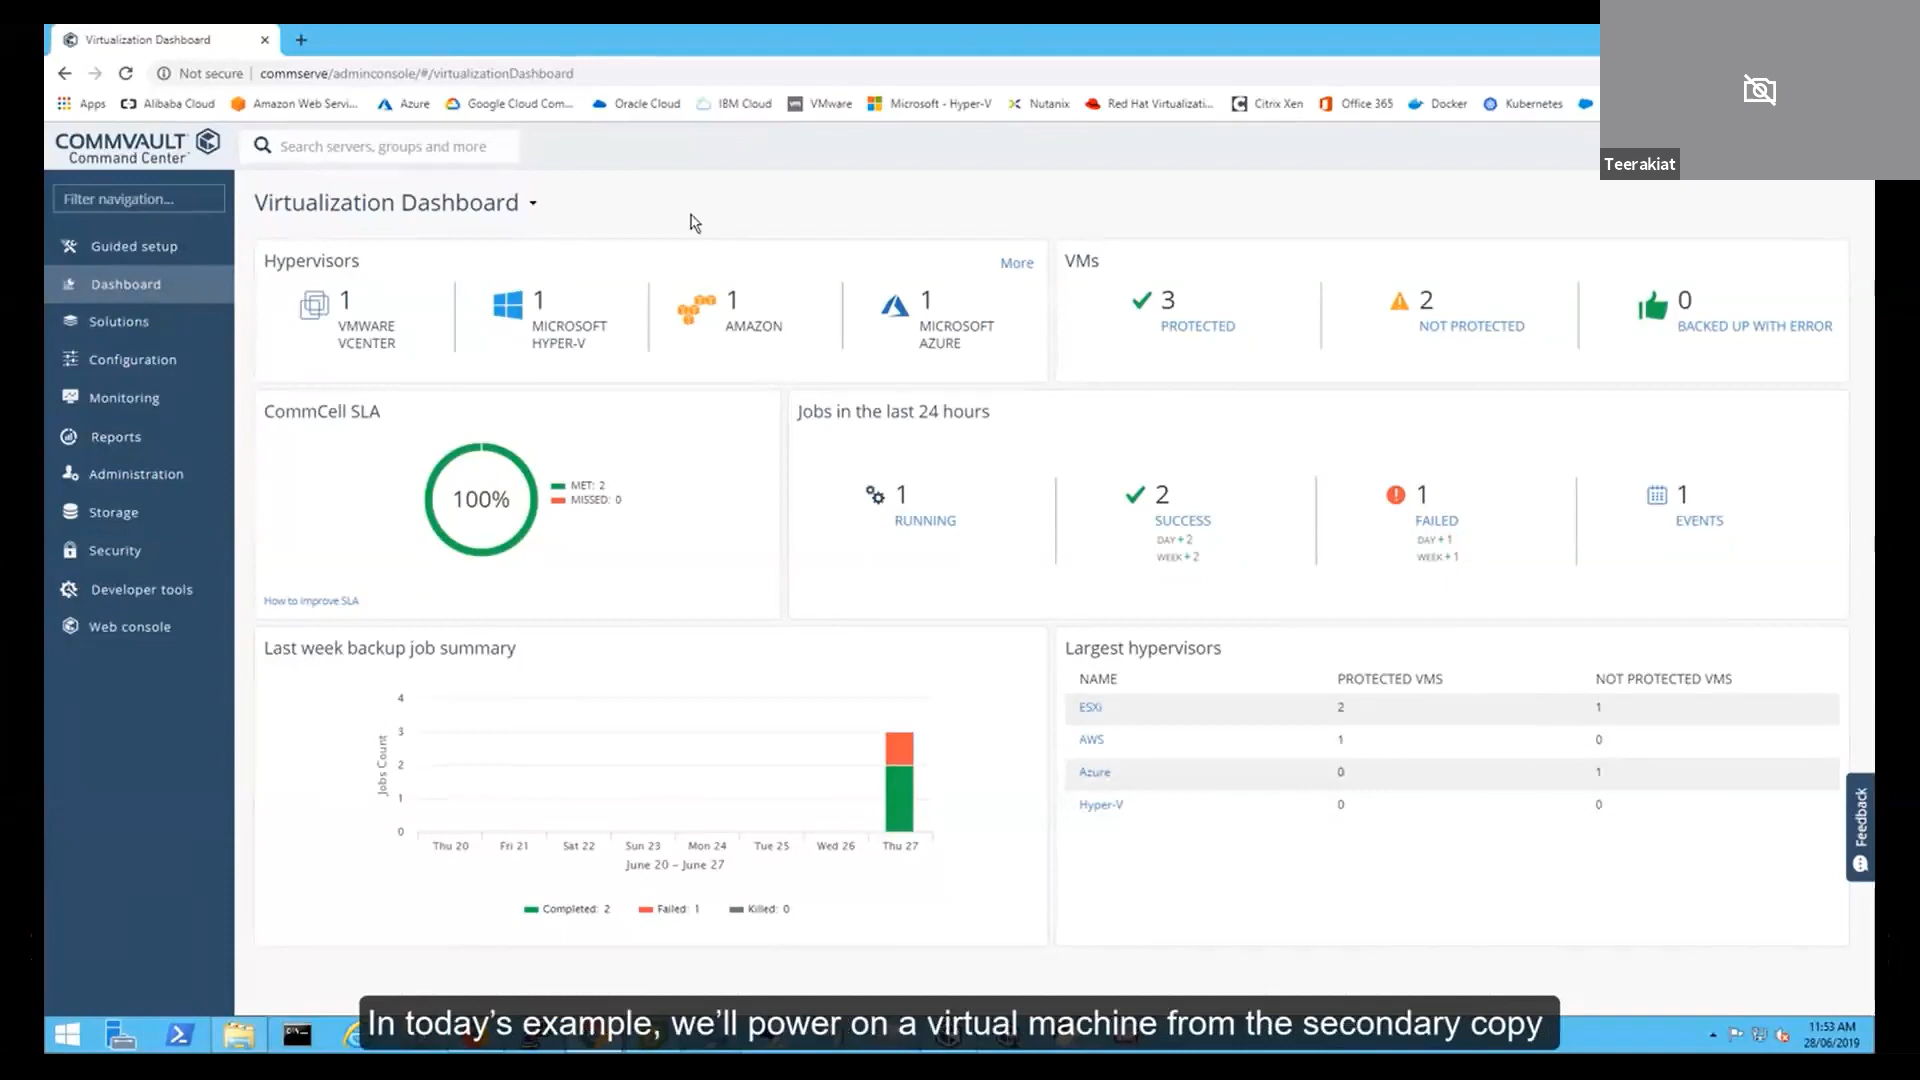 Virtualization Dashboard
Not secure commserve/adminconsole/#/virtualizationDashboard
Apps Alibaba Cloud Amazon Web Servi... Azure Google Cloud Com... Oracle Cloud IBM Cloud VMware Microsoft - Hyper-V Nutanix Red Hat Virtualizati... Citrix Xen Office 365 Docker Kubernetes
Teerakiat
COMMVAULT
Command Center
Search servers, groups and more
Filter navigation...
Guided setup
Dashboard
Solutions
Configuration
Monitoring
Reports
Administration
Storage
Security
Developer tools
Web console
Virtualization Dashboard
Hypervisors More
1 VMWARE VCENTER
1 MICROSOFT HYPER-V
1 AMAZON
1 MICROSOFT AZURE
VMs
3 PROTECTED
2 NOT PROTECTED
0 BACKED UP WITH ERROR
CommCell SLA
100%
MET: 2
MISSED: 0
How to improve SLA
Jobs in the last 24 hours
1 RUNNING
2 SUCCESS
DAY + 2
WEEK + 2
1 FAILED
DAY + 1
WEEK + 1
1 EVENTS
Last week backup job summary
Jobs Count
4
3
2
1
0
Thu 20 Fri 21 Sat 22 Sun 23 Mon 24 Tue 25 Wed 26 Thu 27
June 20 – June 27
Completed: 2 Failed: 1 Killed: 0
Largest hypervisors
NAME PROTECTED VMS NOT PROTECTED VMS
ESXi 2 1
AWS 1 0
Azure 0 1
Hyper-V 0 0
Feedback
In today's example, we'll power on a virtual machine from the secondary copy
11:53 AM
28/06/2019